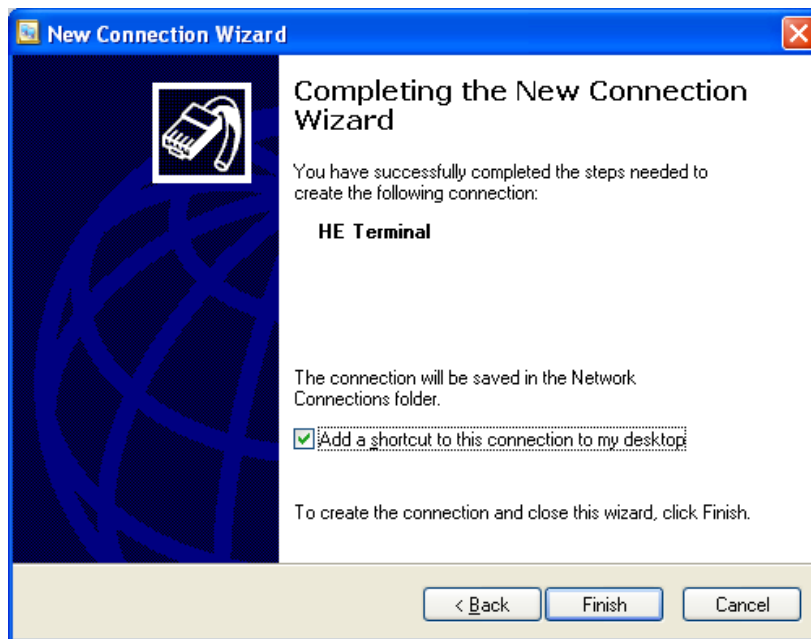 New Connection Wizard
Completing the New Connection
Wizard
You have successfully completed the steps needed to
create the following connection:
HE Terminal
The connection will be saved in the Network
Connections folder.
Add a shortcut to this connection to my desktop
To create the connection and close this wizard, click Finish.
< Back
Finish
Cancel